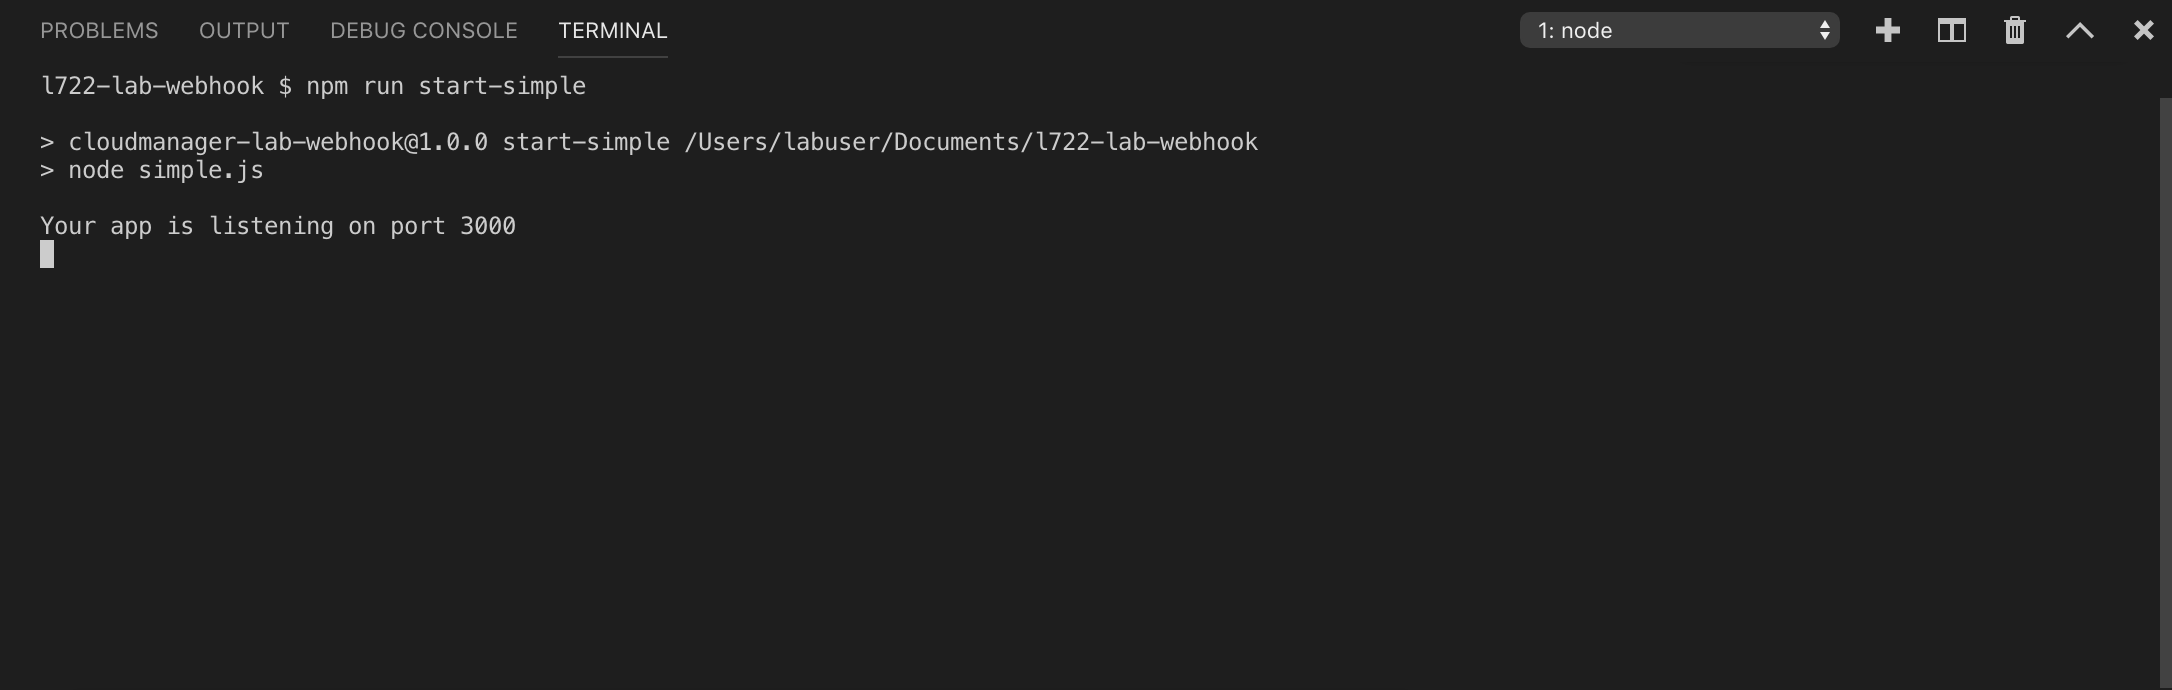 PROBLEMS OUTPUT DEBUG CONSOLE TERMINAL 1: node
l722-lab-webhook $ npm run start-simple
> cloudmanager-lab-webhook@1.0.0 start-simple /Users/labuser/Documents/l722-lab-webhook
> node simple.js
Your app is listening on port 3000